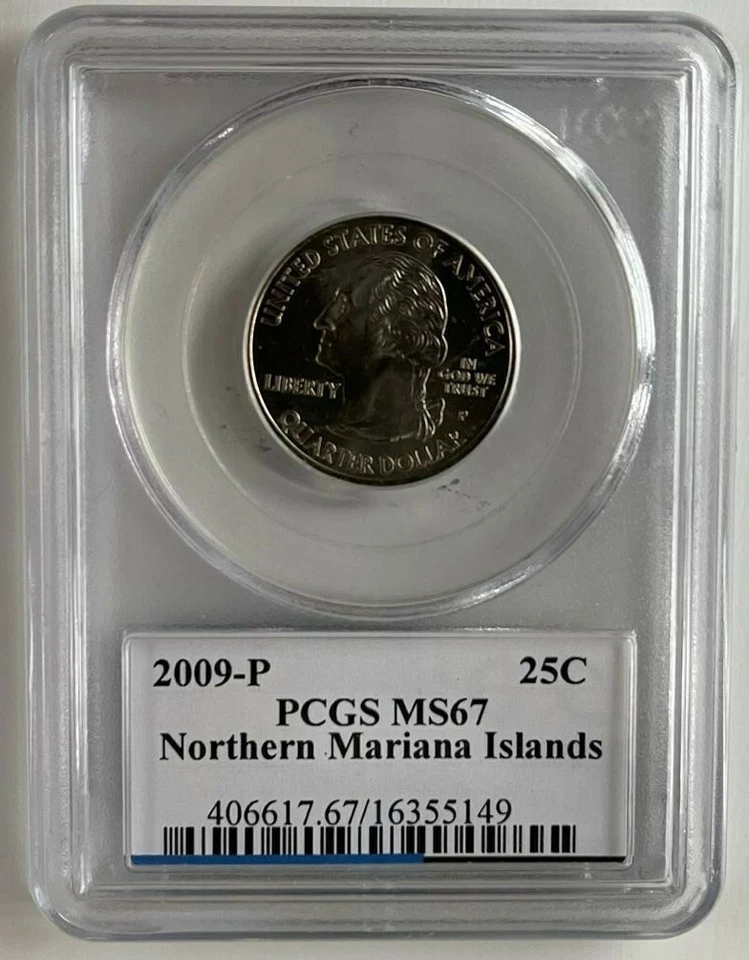 UNITED STATES OF AMERICA
LIBERTY
IN
GOD WE
TRUST
P
QUARTER DOLLAR
2009-P 25C
PCGS MS67
Northern Mariana Islands
406617.67/16355149